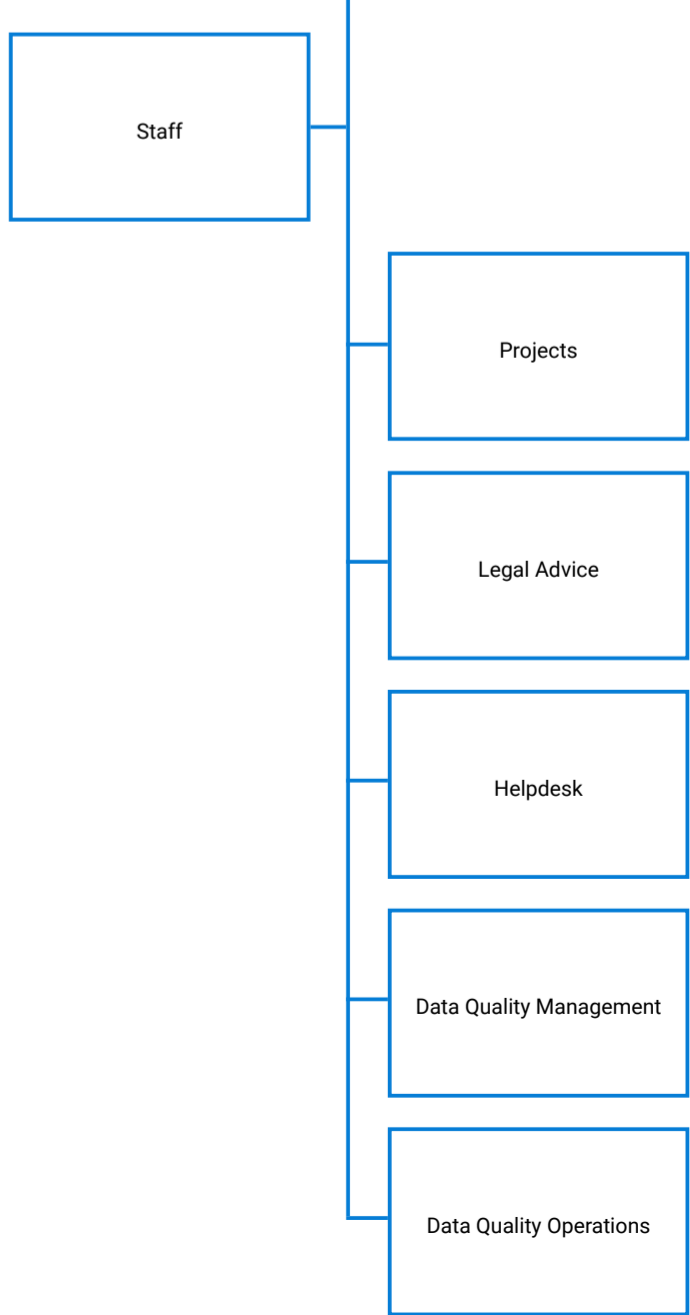 Staff
Projects
Legal Advice
Helpdesk
Data Quality Management
Data Quality Operations